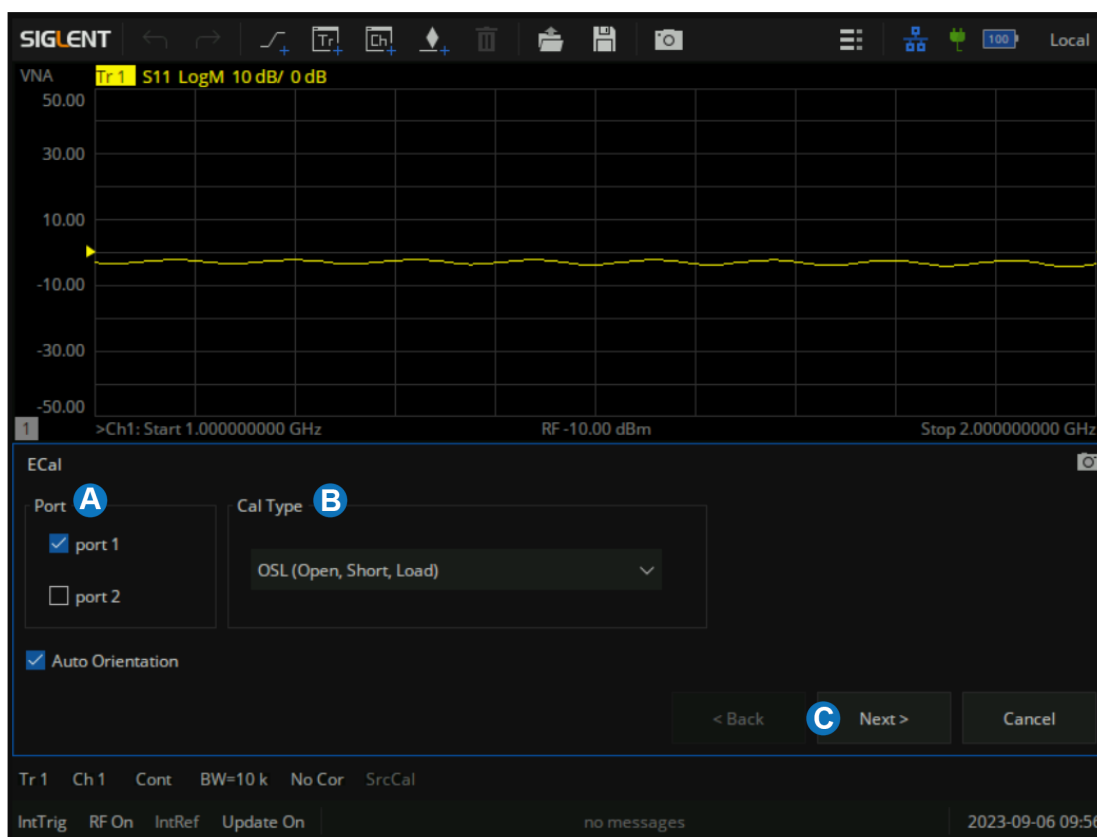 SIGLENT Tr Ch 100 Local
VNA Tr 1 S11 LogM 10 dB/ 0 dB
50.00
30.00
10.00
-10.00
-30.00
-50.00
1 >Ch1: Start 1.000000000 GHz RF -10.00 dBm Stop 2.000000000 GHz
ECal
Port A Cal Type B
port 1
OSL (Open, Short, Load)
port 2
Auto Orientation
< Back C Next > Cancel
Tr 1 Ch 1 Cont BW=10 k No Cor SrcCal
IntTrig RF On IntRef Update On no messages 2023-09-06 09:56